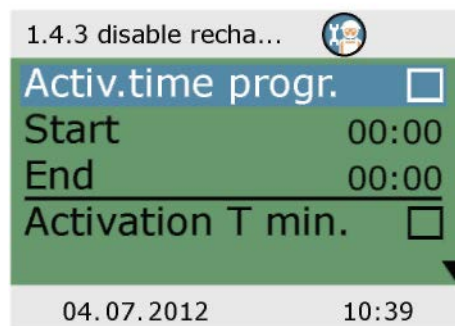 1.4.3 disable recha...
Activ.time progr.
Start 00:00
End 00:00
Activation T min.
04.07.2012 10:39